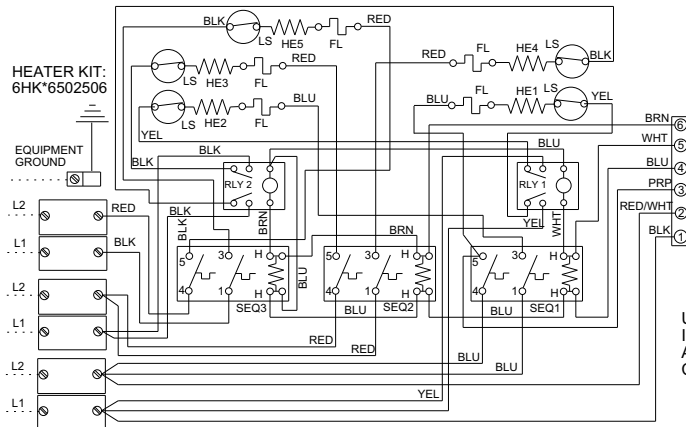 BLK
LS
HE5
FL
RED
RED
FL
HE4
LS
BLK
HEATER KIT:
6HK*6502506
LS
HE3
FL
RED
LS
HE2
FL
BLU
BLU
FL
HE1
LS
YEL
YEL
BLK
BLK
BLU
EQUIPMENT
GROUND
BRN
6
WHT
5
BLU
4
PRP
3
RED/WHT
2
BLK
1
RLY 2
RLY 1
BRN
BLK
BLK
YEL
WHT
L2
RED
L1
BLK
BLU
BRN
5
3
H
4
1
H
SEQ3
5
3
H
4
1
H
SEQ2
5
3
H
4
1
H
SEQ1
L2
L1
BLU
BLU
RED
RED
L2
BLU
BLU
L1
YEL
U
I
A
C